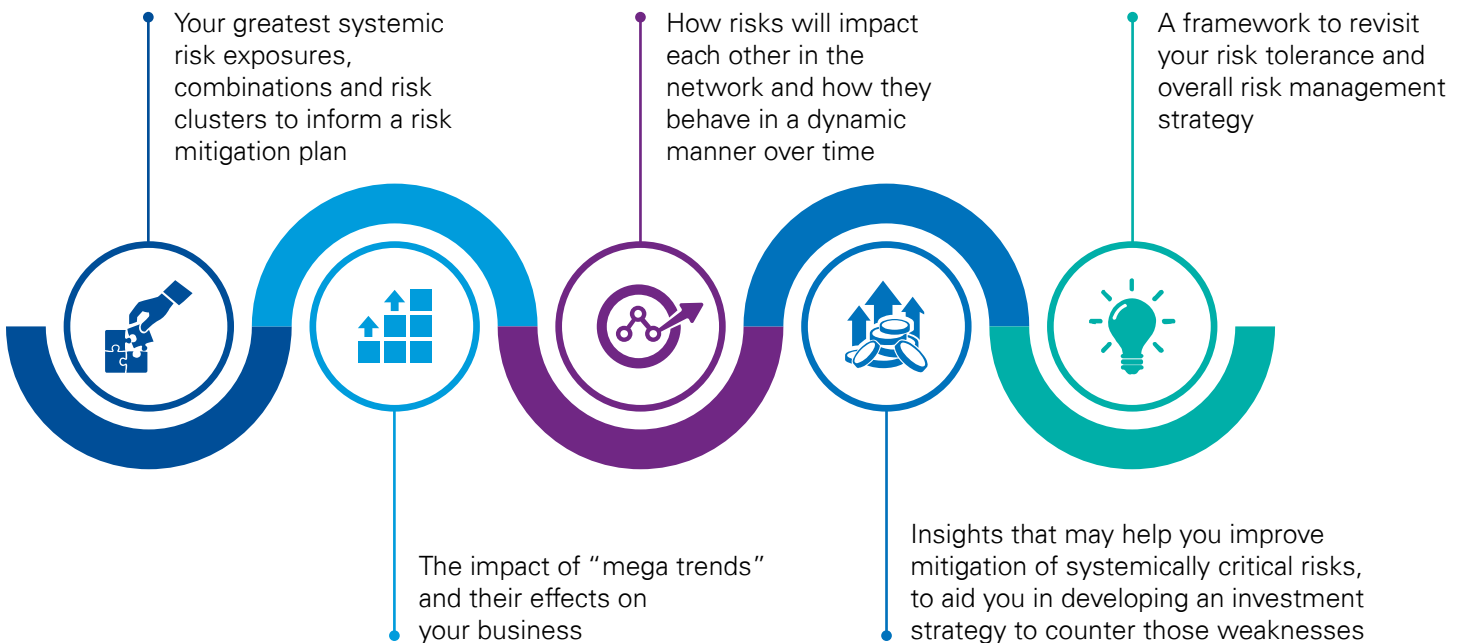 Your greatest systemic
risk exposures,
combinations and risk
clusters to inform a risk
mitigation plan
The impact of “mega trends”
and their effects on
your business
How risks will impact
each other in the
network and how they
behave in a dynamic
manner over time
Insights that may help you improve
mitigation of systemically critical risks,
to aid you in developing an investment
strategy to counter those weaknesses
A framework to revisit
your risk tolerance and
overall risk management
strategy